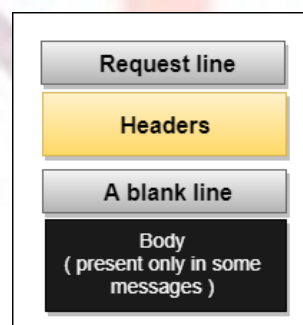 Request line
Headers
A blank line
Body
( present only in some
messages )